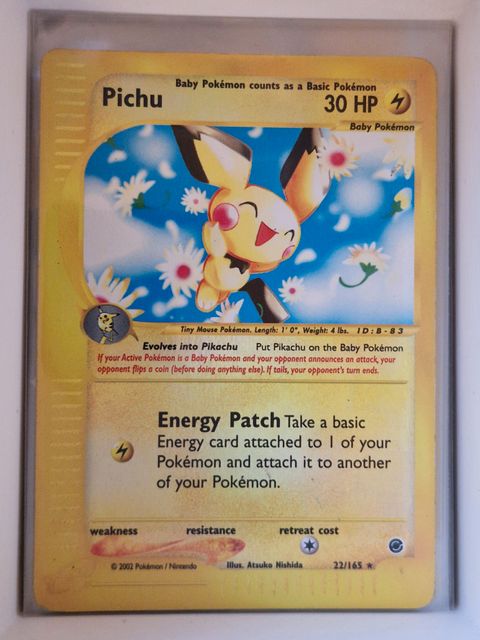 Baby Pokémon counts as a Basic Pokémon
Pichu 30 HP
Baby Pokémon
Tiny Mouse Pokémon. Length: 1' 0", Weight: 4 lbs. ID:B-83
Evolves into Pikachu Put Pikachu on the Baby Pokémon
If your Active Pokémon is a Baby Pokémon and your opponent announces an attack, your
opponent flips a coin (before doing anything else). If tails, your opponent's turn ends.
Energy Patch Take a basic
Energy card attached to 1 of your
Pokémon and attach it to another
of your Pokémon.
weakness resistance retreat cost
© 2002 Pokémon / Nintendo Illus. Atsuko Nishida 22/165 ★